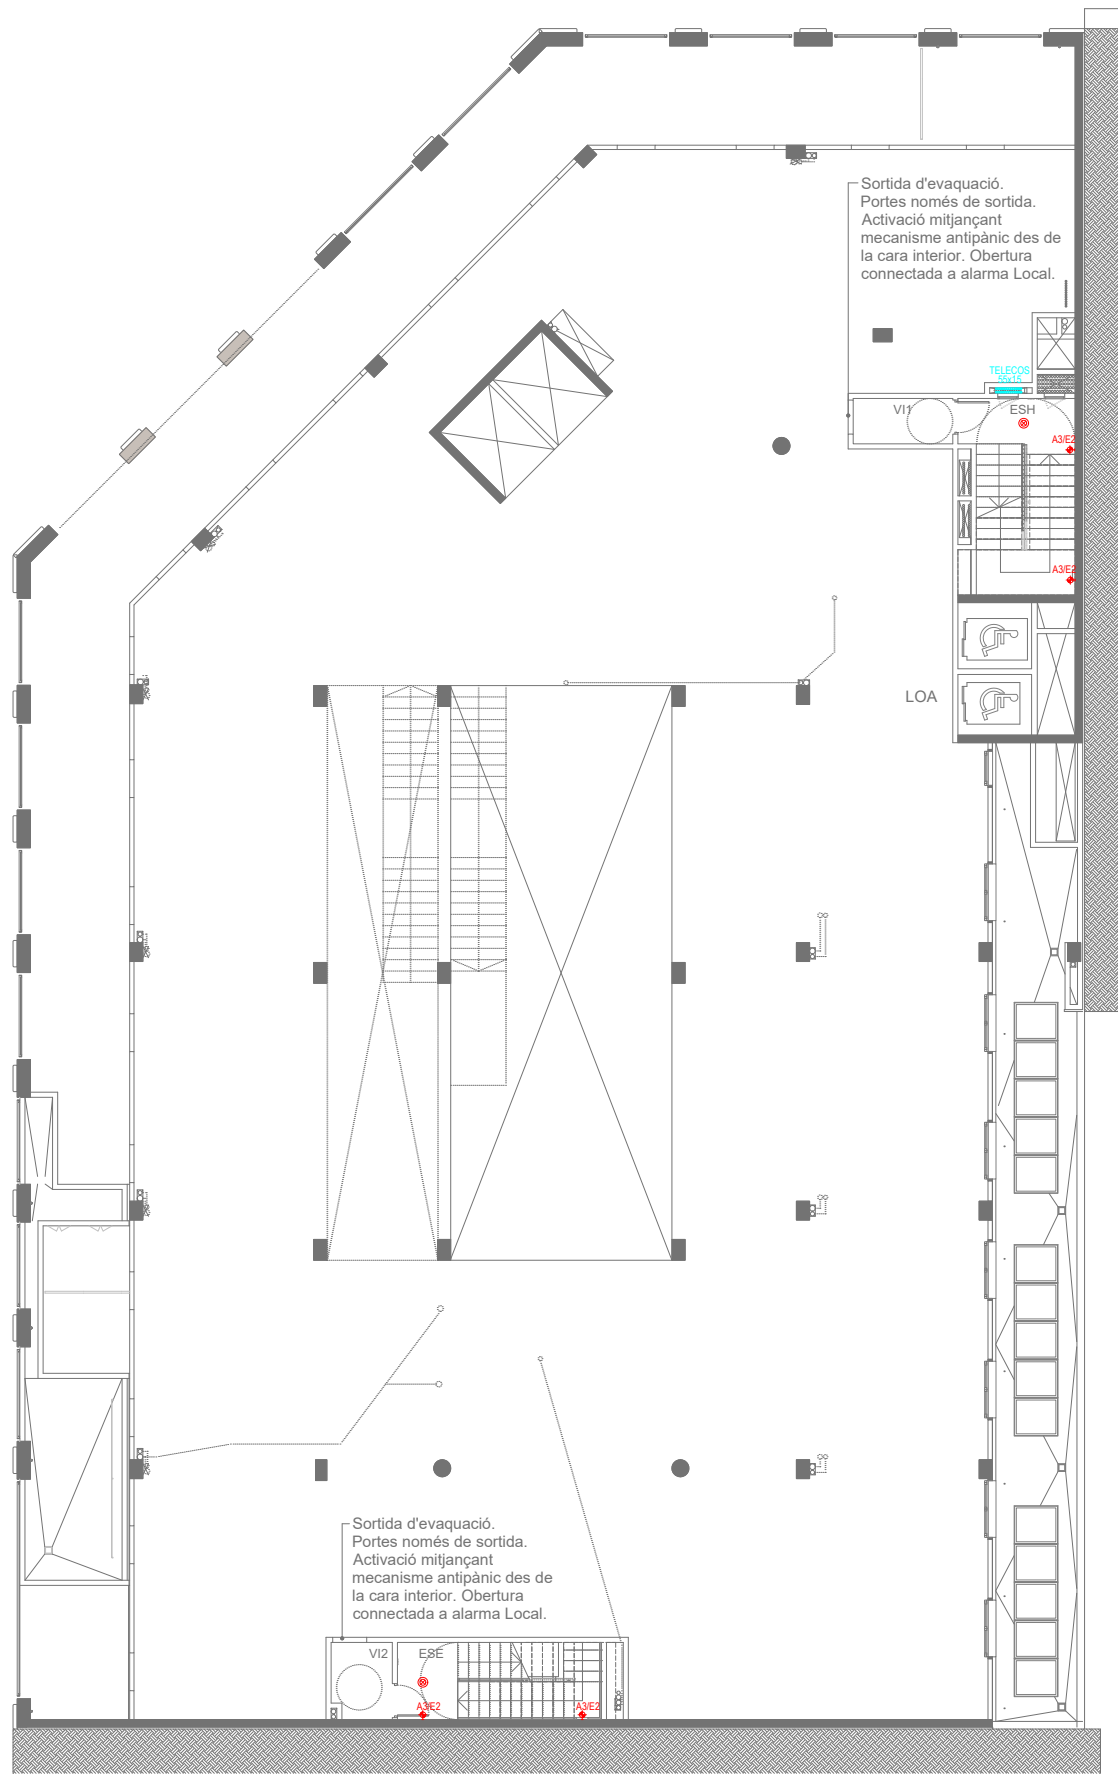 Sortida d'evaquació.
Portes només de sortida.
Activació mitjançant
mecanisme antipànic des de
la cara interior. Obertura
connectada a alarma Local.
TELECOS
55x15
VI1
ESH
A3/E2
A3/E2
LOA
Sortida d'evaquació.
Portes només de sortida.
Activació mitjançant
mecanisme antipànic des de
la cara interior. Obertura
connectada a alarma Local.
VI2
ESE
A3/E2
A3/E2